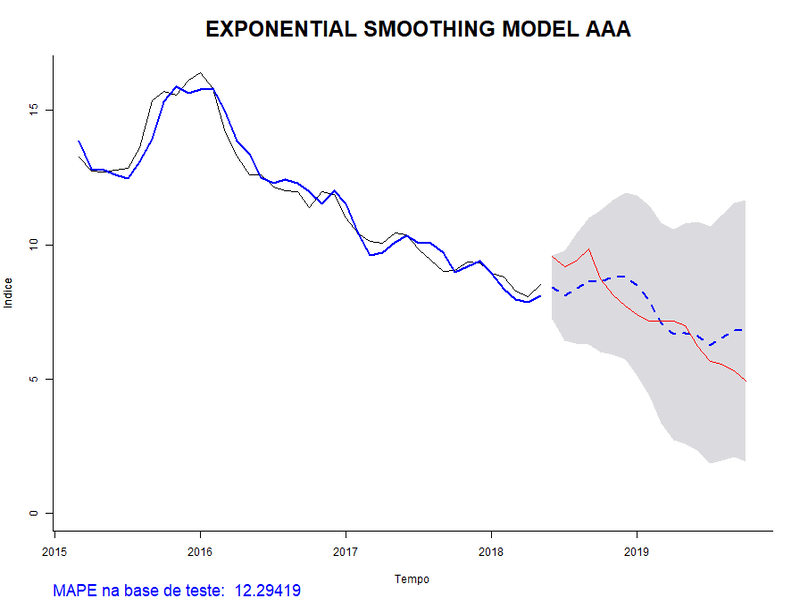 EXPONENTIAL SMOOTHING MODEL AAA
15
10
5
0
Indice
2015 2016 2017 2018 2019
Tempo
MAPE na base de teste: 12.29419